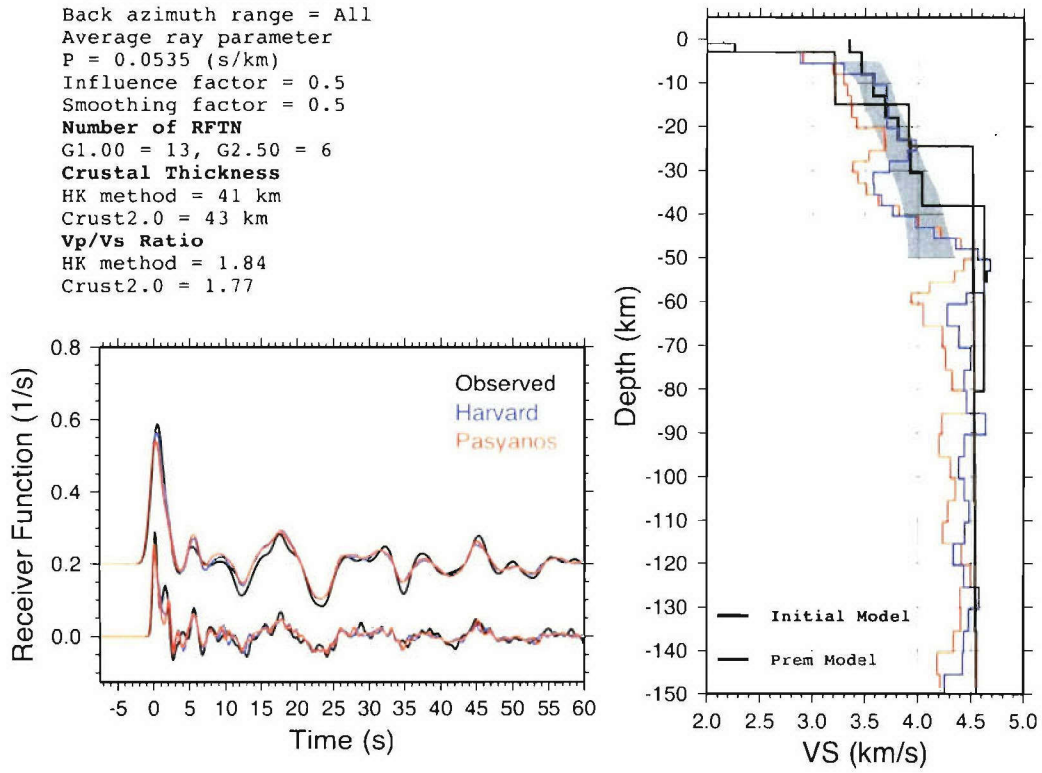 Back azimuth range = All
Average ray parameter
P = 0.0535 (s/km)
Influence factor = 0.5
Smoothing factor = 0.5
Number of RFTN
G1.00 = 13, G2.50 = 6
Crustal Thickness
HK method = 41 km
Crust2.0 = 43 km
Vp/Vs Ratio
HK method = 1.84
Crust2.0 = 1.77
Receiver Function (1/s)
0.8
0.6
0.4
0.2
0.0
Observed
Harvard
Pasyanos
-5 0 5 10 15 20 25 30 35 40 45 50 55 60
Time (s)
Depth (km)
0
-10
-20
-30
-40
-50
-60
-70
-80
-90
-100
-110
-120
-130
-140
-150
Initial Model
Prem Model
2.0 2.5 3.0 3.5 4.0 4.5 5.0
VS (km/s)